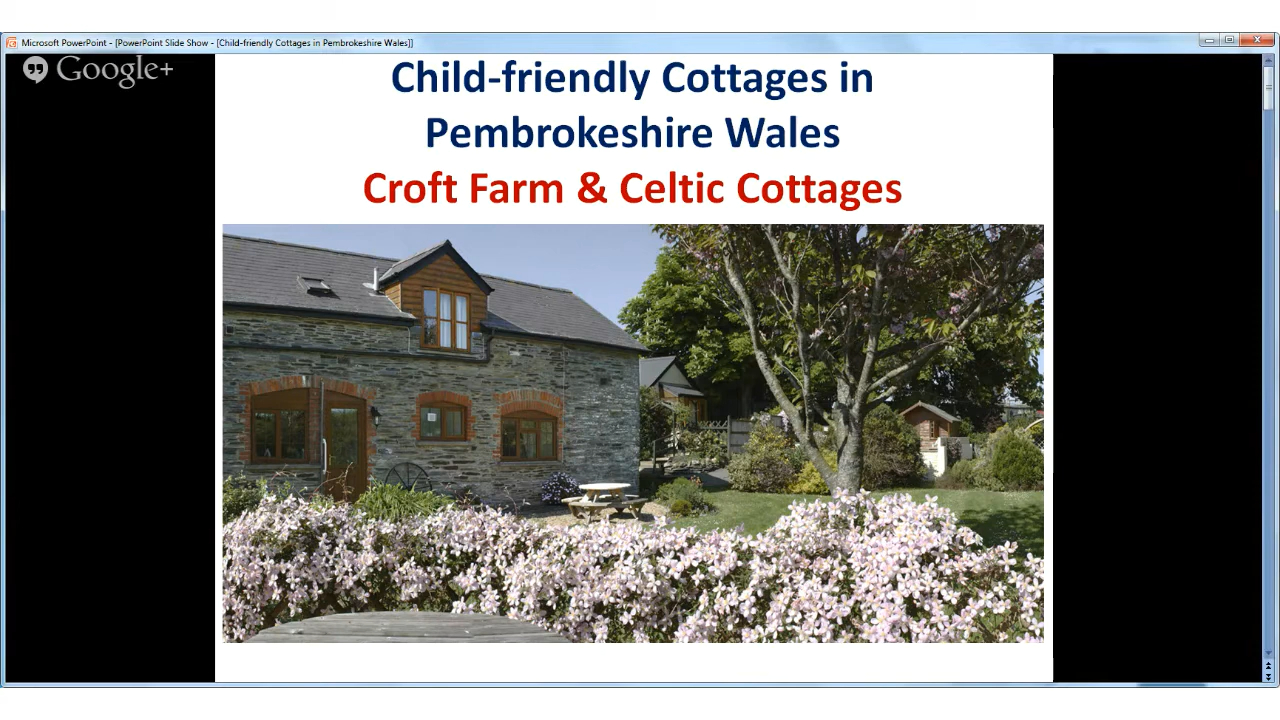 Microsoft PowerPoint - [PowerPoint Slide Show - [Child-friendly Cottages in Pembrokeshire Wales]]
Google+
Child-friendly Cottages in
Pembrokeshire Wales
Croft Farm & Celtic Cottages